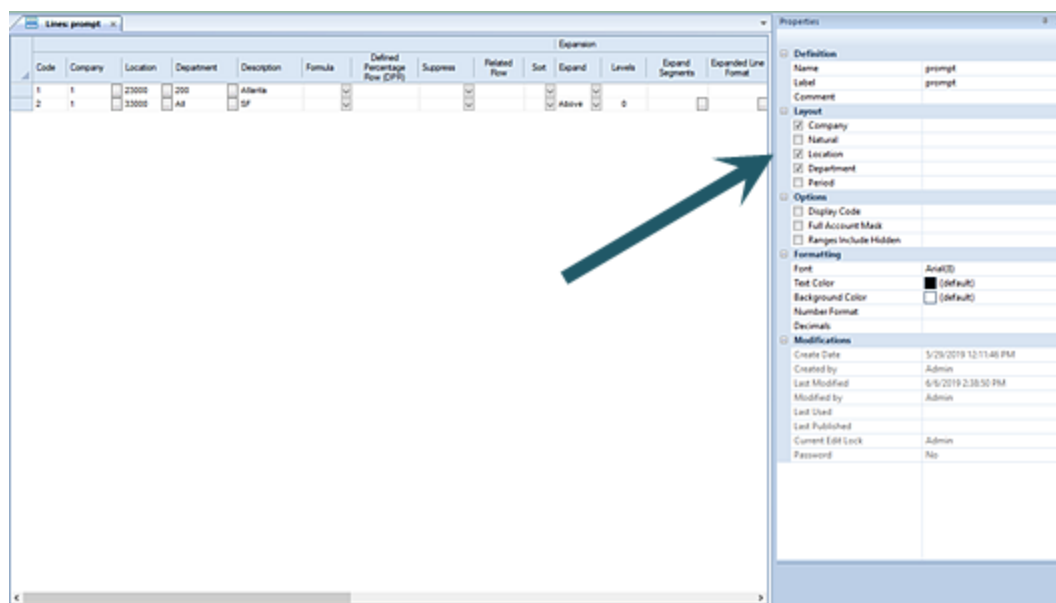 Lines: prompt
Expansion
Code Company Location Department Description Formula Defined Percentage Row (DPR) Suppress Related Row Sort Expand Levels Expand Segments Expanded Line Format
1 1 23000 200 Atlanta
2 1 33000 All SF Above 0
Properties
Definition
Name prompt
Label prompt
Comment
Layout
Company
Natural
Location
Department
Period
Options
Display Code
Full Account Mask
Ranges Include Hidden
Formatting
Font Arial(8)
Text Color (default)
Background Color (default)
Number Format
Decimals
Modifications
Create Date 5/29/2019 12:11:46 PM
Created by Admin
Last Modified 6/6/2019 2:38:50 PM
Modified by Admin
Last Used
Last Published
Current Edit Lock Admin
Password No